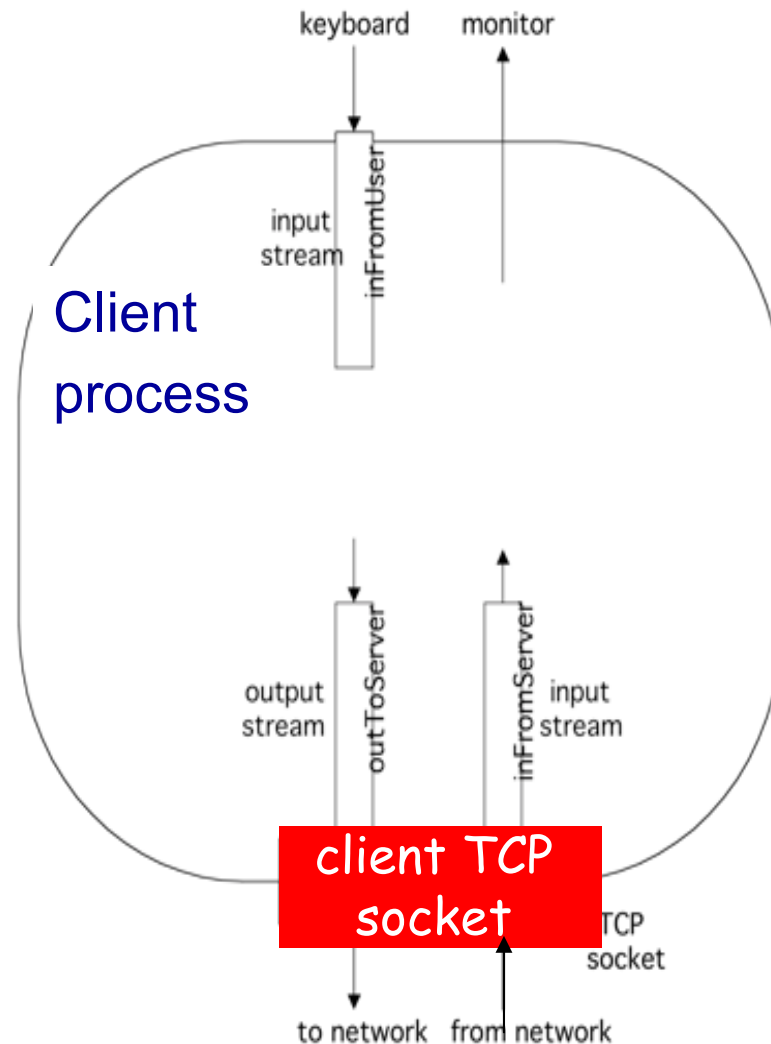 keyboard
monitor
input
stream
inFromUser
Client
process
output
stream
outToServer
inFromServer
input
stream
client TCP
socket
TCP
socket
to network
from network